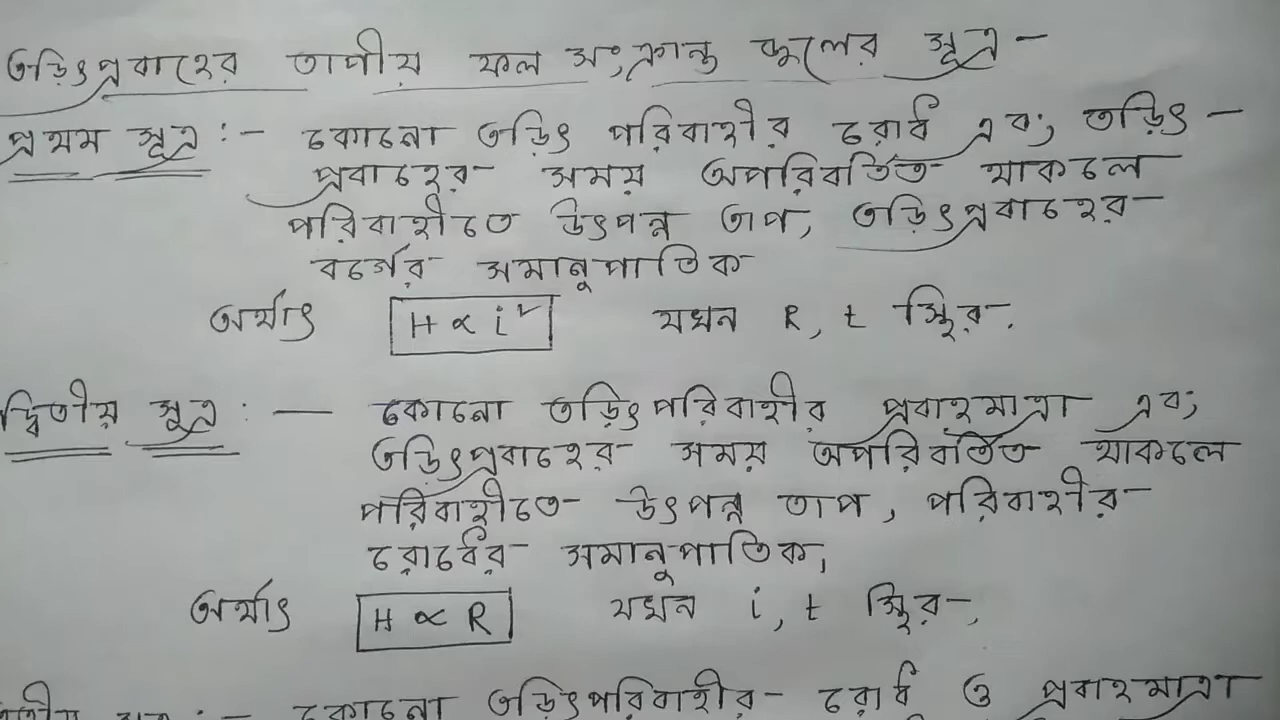 তড়িৎপ্রবাহের তাপীয় ফল সংক্রান্ত জুলের সূত্র -
প্রথম সূত্র :- কোনো তড়িৎ পরিবাহীর রোধ এবং তড়িৎ -
প্রবাহের সময় অপরিবর্তিত থাকলে
পরিবাহীতে উৎপন্ন তাপ, তড়িৎপ্রবাহের
বর্গের সমানুপাতিক
অর্থাৎ H ∝ i² যখন R, t স্থির.
দ্বিতীয় সূত্র : — কোনো তড়িৎপরিবাহীর প্রবাহমাত্রা এবং
তড়িৎপ্রবাহের সময় অপরিবর্তিত থাকলে
পরিবাহীতে উৎপন্ন তাপ, পরিবাহীর
রোধের সমানুপাতিক,
অর্থাৎ H ∝ R যখন i, t স্থির.
তৃতীয় সূত্র :- কোনো তড়িৎপরিবাহীর রোধ ও প্রবাহমাত্রা